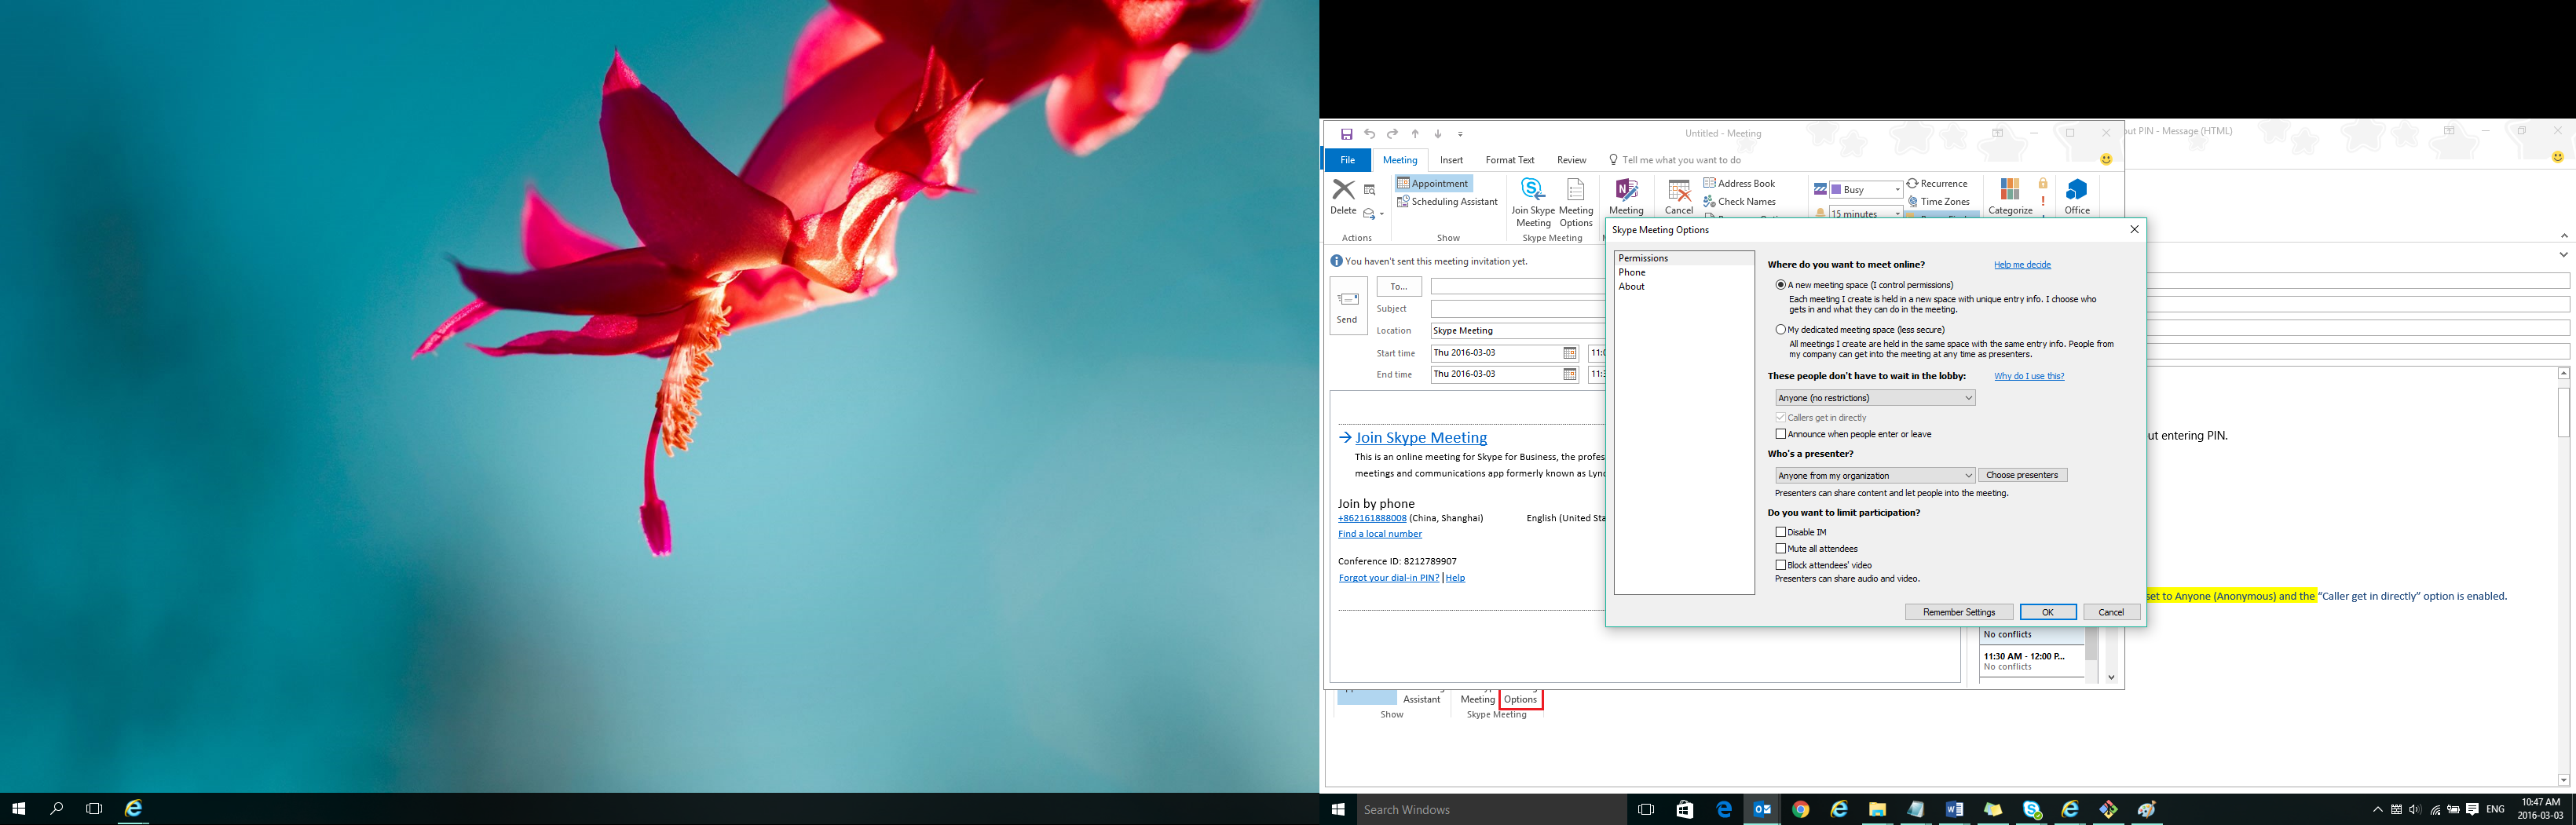 Untitled - Meeting
out PIN - Message (HTML)
File Meeting Insert Format Text Review Tell me what you want to do
Delete
Actions
Appointment
Scheduling Assistant
Show
Join Skype Meeting
Meeting Options
Skype Meeting
Meeting
Cancel
Address Book
Check Names
Busy
15 minutes
Recurrence
Time Zones
Categorize
Office
You haven't sent this meeting invitation yet.
Send
To...
Subject
Location Skype Meeting
Start time Thu 2016-03-03
End time Thu 2016-03-03
Join Skype Meeting
This is an online meeting for Skype for Business, the profes
meetings and communications app formerly known as Lync
Join by phone
+862161888008 (China, Shanghai) English (United Sta
Find a local number
Conference ID: 8212789907
Forgot your dial-in PIN? | Help
Skype Meeting Options
Permissions
Phone
About
Where do you want to meet online? Help me decide
A new meeting space (I control permissions)
Each meeting I create is held in a new space with unique entry info. I choose who
gets in and what they can do in the meeting.
My dedicated meeting space (less secure)
All meetings I create are held in the same space with the same entry info. People from
my company can get into the meeting at any time as presenters.
These people don't have to wait in the lobby: Why do I use this?
Anyone (no restrictions)
Callers get in directly
Announce when people enter or leave
Who's a presenter?
Anyone from my organization Choose presenters
Presenters can share content and let people into the meeting.
Do you want to limit participation?
Disable IM
Mute all attendees
Block attendees' video
Presenters can share audio and video.
Remember Settings OK Cancel
ut entering PIN.
set to Anyone (Anonymous) and the “Caller get in directly” option is enabled.
No conflicts
11:30 AM - 12:00 P...
No conflicts
Assistant Meeting Options
Show Skype Meeting
Search Windows
ENG
10:47 AM
2016-03-03